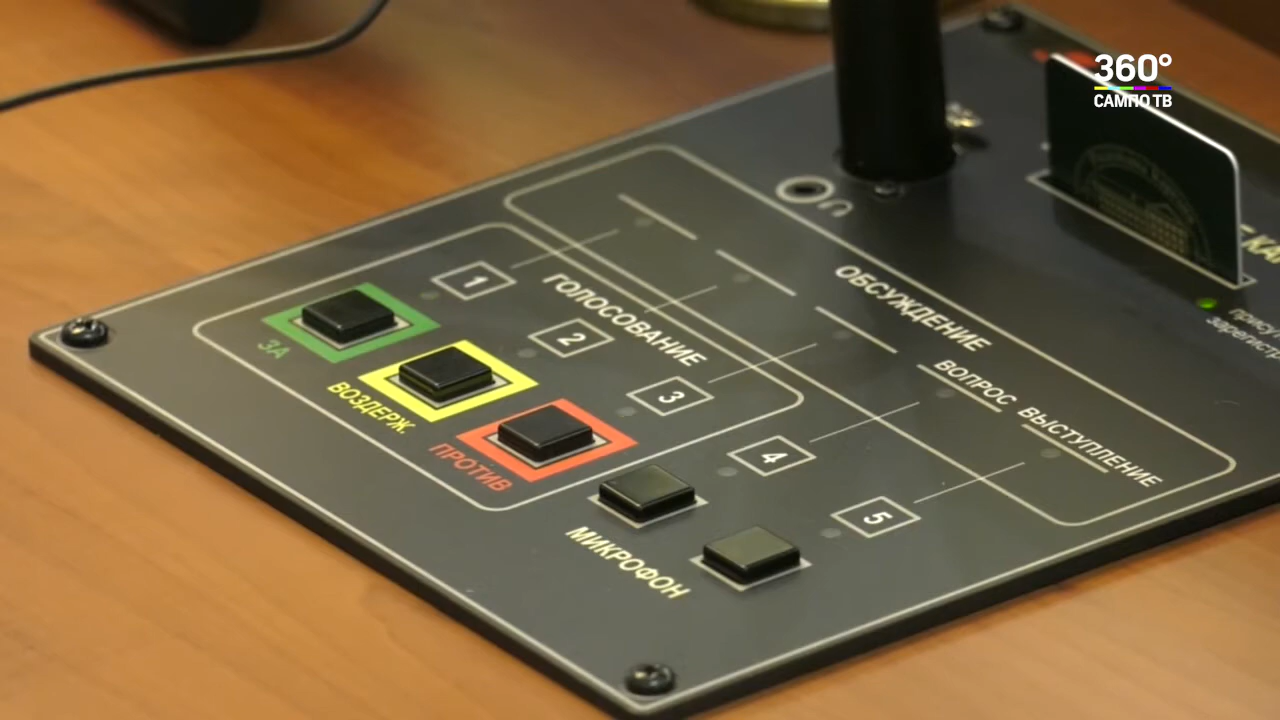 360°
САМПО ТВ
ОБСУЖДЕНИЕ
ВОПРОС
ВЫСТУПЛЕНИЕ
ГОЛОСОВАНИЕ
1
2
3
4
5
ЗА
ВОЗДЕРЖ.
ПРОТИВ
МИКРОФОН